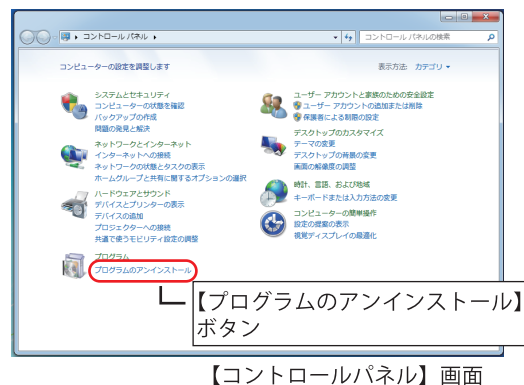 コントロール パネル
コントロール パネルの検索
コンピューターの設定を調整します
表示方法: カテゴリ
システムとセキュリティ
コンピューターの状態を確認
バックアップの作成
問題の発見と解決
ネットワークとインターネット
インターネットへの接続
ネットワークの状態とタスクの表示
ホームグループと共有に関するオプションの選択
ハードウェアとサウンド
デバイスとプリンターの表示
デバイスの追加
プロジェクターへの接続
共通で使うモビリティ設定の調整
プログラム
プログラムのアンインストール
ユーザー アカウントと家族のための安全設定
ユーザー アカウントの追加または削除
保護者による制限の設定
デスクトップのカスタマイズ
テーマの変更
デスクトップの背景の変更
画面の解像度の調整
時計、言語、および地域
キーボードまたは入力方法の変更
コンピューターの簡単操作
設定の提案の表示
視覚ディスプレイの最適化
【プログラムのアンインストール】
ボタン
【コントロールパネル】画面